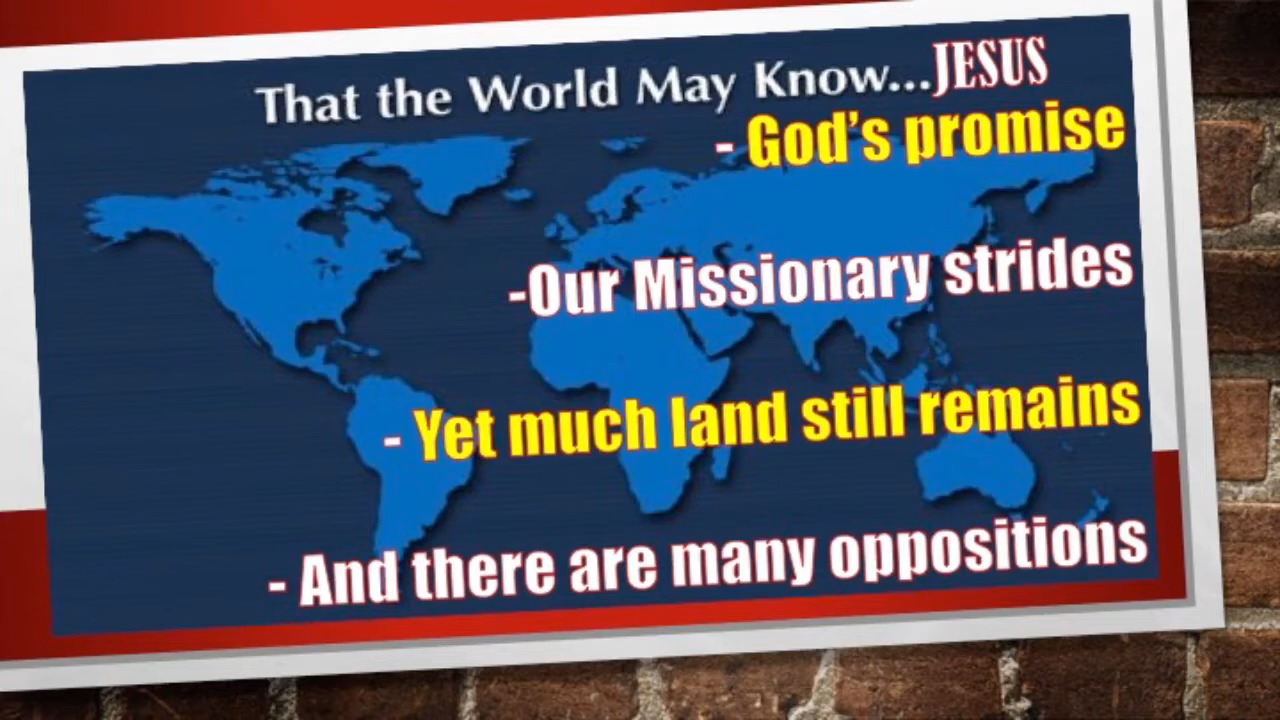 That the World May Know...JESUS
- God's promise
-Our Missionary strides
- Yet much land still remains
- And there are many oppositions